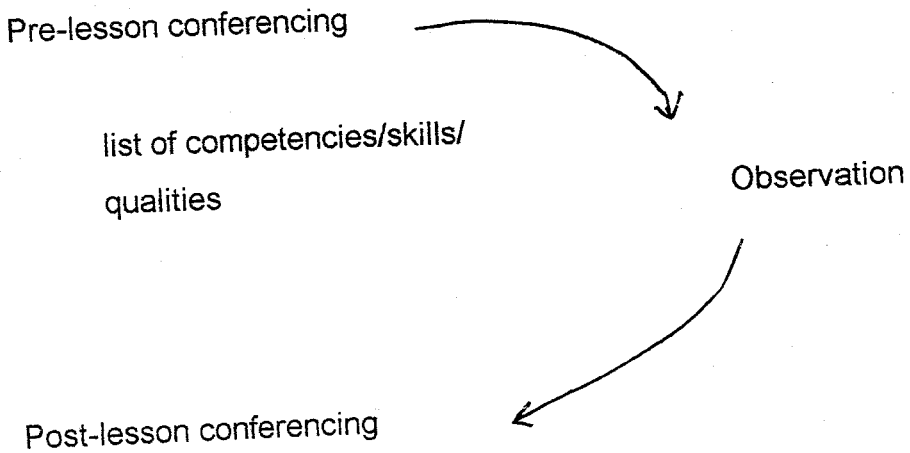 Pre-lesson conferencing
list of competencies/skills/
qualities
Observation
Post-lesson conferencing